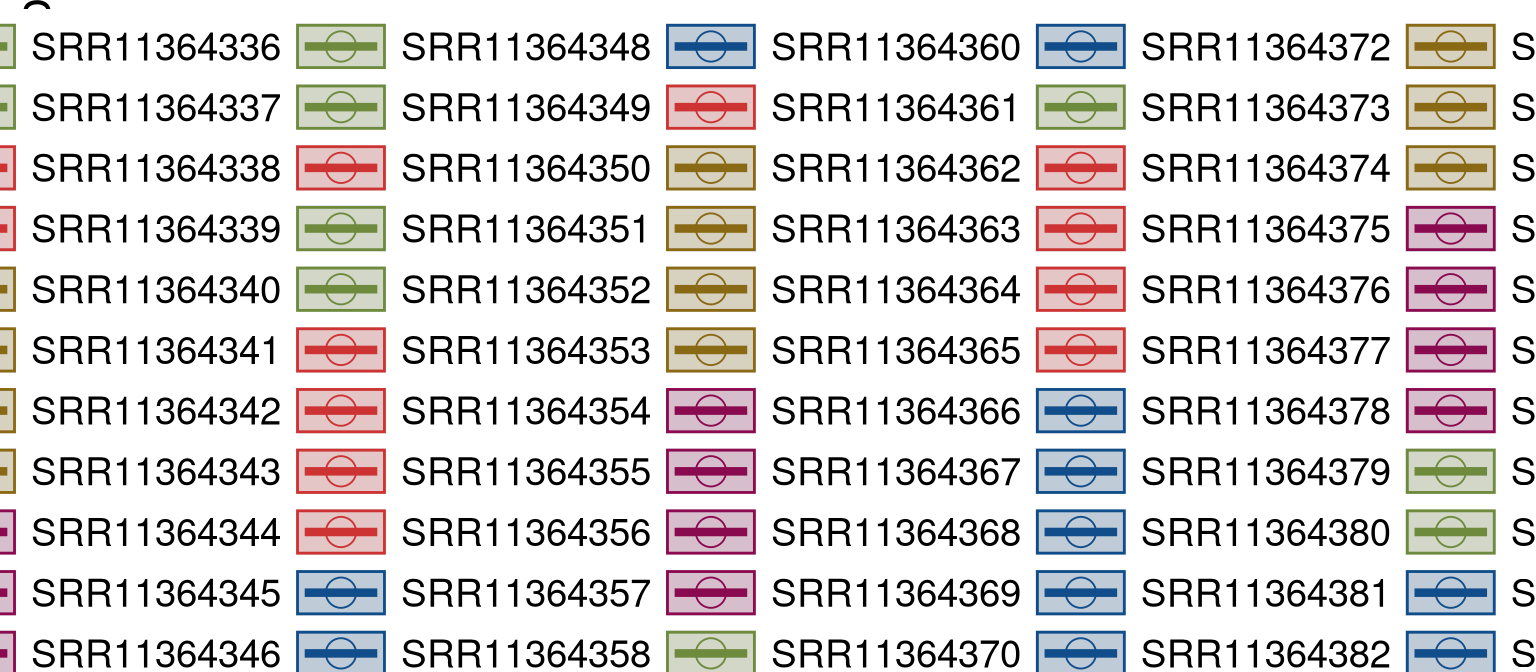 SRR11364336 SRR11364348 SRR11364360 SRR11364372 S
SRR11364337 SRR11364349 SRR11364361 SRR11364373 S
SRR11364338 SRR11364350 SRR11364362 SRR11364374 S
SRR11364339 SRR11364351 SRR11364363 SRR11364375 S
SRR11364340 SRR11364352 SRR11364364 SRR11364376 S
SRR11364341 SRR11364353 SRR11364365 SRR11364377 S
SRR11364342 SRR11364354 SRR11364366 SRR11364378 S
SRR11364343 SRR11364355 SRR11364367 SRR11364379 S
SRR11364344 SRR11364356 SRR11364368 SRR11364380 S
SRR11364345 SRR11364357 SRR11364369 SRR11364381 S
SRR11364346 SRR11364358 SRR11364370 SRR11364382 S